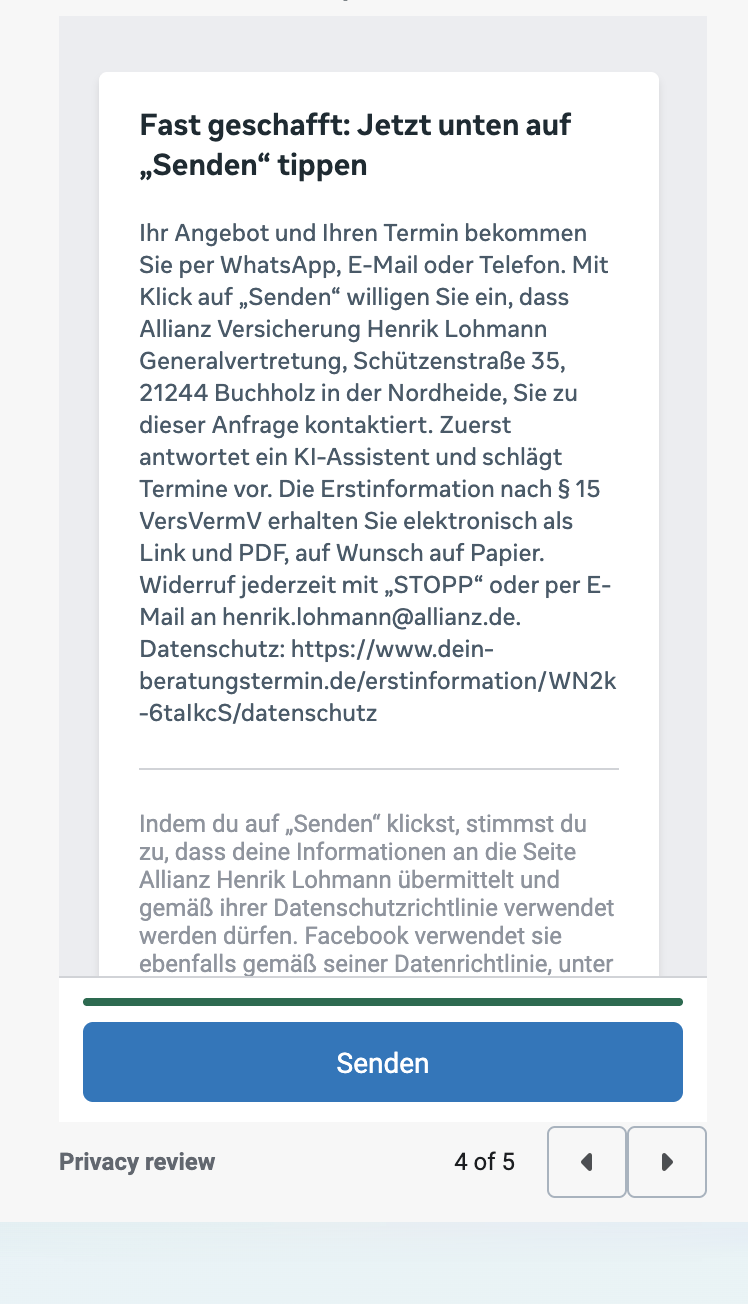 Fast geschafft: Jetzt unten auf
„Senden“ tippen
Ihr Angebot und Ihren Termin bekommen
Sie per WhatsApp, E-Mail oder Telefon. Mit
Klick auf „Senden“ willigen Sie ein, dass
Allianz Versicherung Henrik Lohmann
Generalvertretung, Schützenstraße 35,
21244 Buchholz in der Nordheide, Sie zu
dieser Anfrage kontaktiert. Zuerst
antwortet ein KI-Assistent und schlägt
Termine vor. Die Erstinformation nach § 15
VersVermV erhalten Sie elektronisch als
Link und PDF, auf Wunsch auf Papier.
Widerruf jederzeit mit „STOPP“ oder per E-
Mail an henrik.lohmann@allianz.de.
Datenschutz: https://www.dein-
beratungstermin.de/erstinformation/WN2k
-6taIkcS/datenschutz
Indem du auf „Senden“ klickst, stimmst du
zu, dass deine Informationen an die Seite
Allianz Henrik Lohmann übermittelt und
gemäß ihrer Datenschutzrichtlinie verwendet
werden dürfen. Facebook verwendet sie
ebenfalls gemäß seiner Datenrichtlinie, unter
Senden
Privacy review
4 of 5